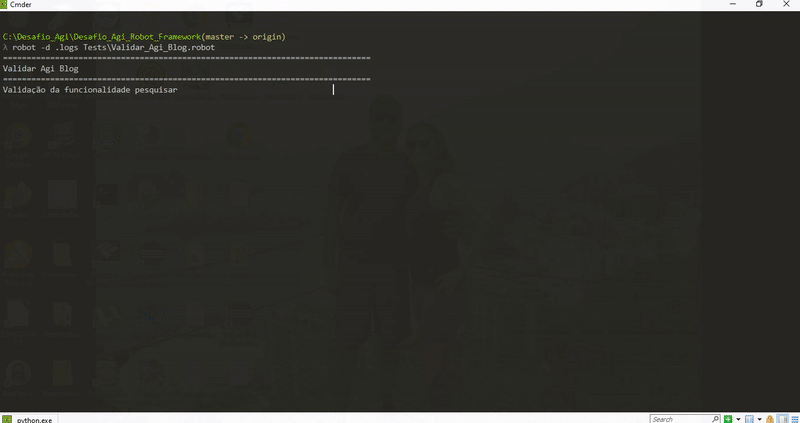 Cmder
C:\Desafio_Agi\Desafio_Agi_Robot_Framework(master -> origin)
λ robot -d .logs Tests\Validar_Agi_Blog.robot
==============================================================================
Validar Agi Blog
==============================================================================
Validação da funcionalidade pesquisar
python.exe
Search